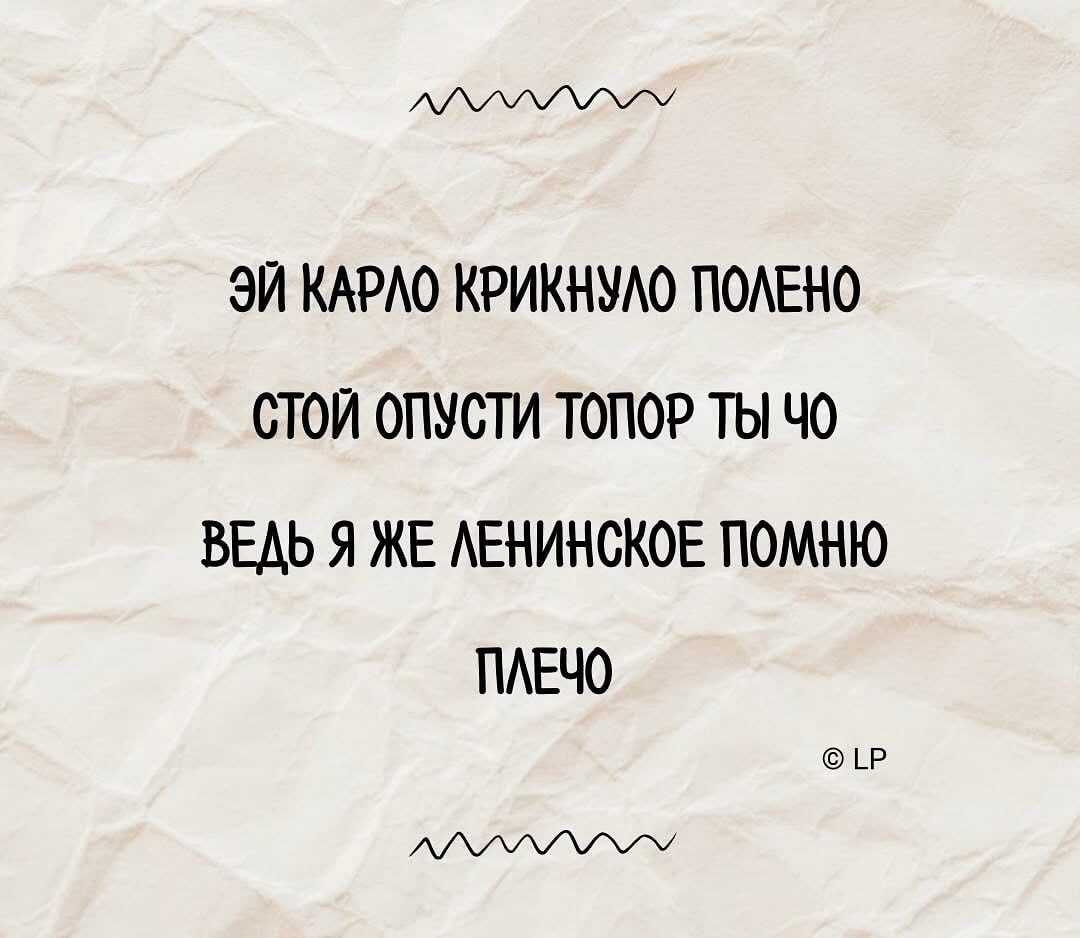 ЭЙ КАРЛО КРИКНУЛО ПОЛЕНО
СТОЙ ОПУСТИ ТОПОР ТЫ ЧО
ВЕДЬ Я ЖЕ ЛЕНИНСКОЕ ПОМНЮ
ПЛЕЧО
© LP